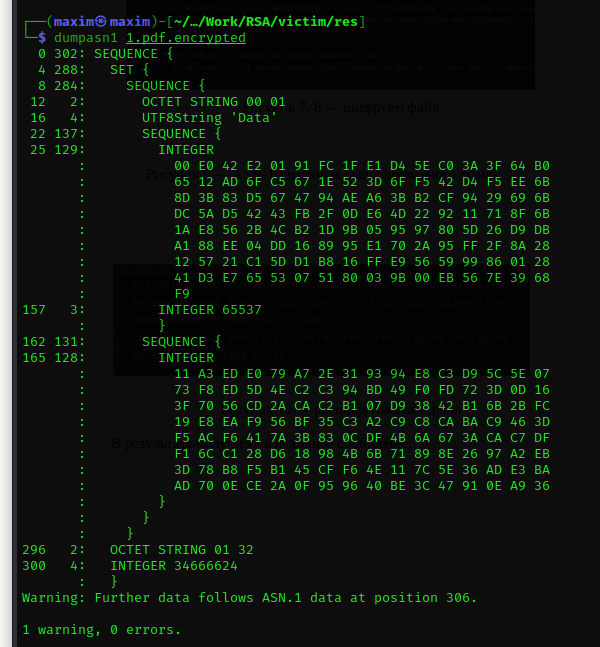 ┌──(maxim㉿maxim)-[~/…/Work/RSA/victim/res]
└─$ dumpasn1 1.pdf.encrypted
0 302: SEQUENCE {
4 288: SET {
8 284: SEQUENCE {
12 2: OCTET STRING 00 01
16 4: UTF8String 'Data'
22 137: SEQUENCE {
25 129: INTEGER
: 00 E0 42 E2 01 91 FC 1F E1 D4 5E C0 3A 3F 64 B0
: 65 12 AD 6F C5 67 1E 52 3D 6F F5 42 D4 F5 EE 6B
: 8D 3B 83 D5 67 47 94 AE A6 3B B2 CF 94 29 69 6B
: DC 5A D5 42 43 FB 2F 0D E6 4D 22 92 11 71 8F 6B
: 1A E8 56 2B 4C B2 1D 9B 05 95 97 80 5D 26 D9 DB
: A1 88 EE 04 DD 16 89 95 E1 70 2A 95 FF 2F 8A 28
: 12 57 21 C1 5D D1 B8 16 FF E9 56 59 99 86 01 28
: 41 D3 E7 65 53 07 51 80 03 9B 00 EB 56 7E 39 68
: F9
157 3: INTEGER 65537
: }
162 131: SEQUENCE {
165 128: INTEGER
: 11 A3 ED E0 79 A7 2E 31 93 94 E8 C3 D9 5C 5E 07
: 73 F8 ED 5D 4E C2 C3 94 BD 49 F0 FD 72 3D 0D 16
: 3F 70 56 CD 2A CA C2 B1 07 D9 38 42 B1 6B 2B FC
: 19 E8 EA F9 56 BF 35 C3 A2 C9 C8 CA BA C9 46 3D
: F5 AC F6 41 7A 3B 83 0C DF 4B 6A 67 3A CA C7 DF
: F1 6C C1 28 D6 18 98 4B 6B 71 89 8E 26 97 A2 EB
: 3D 78 B8 F5 B1 45 CF F6 4E 11 7C 5E 36 AD E3 BA
: AD 70 0E CE 2A 0F 95 96 40 BE 3C 47 91 0E A9 36
: }
: }
: }
296 2: OCTET STRING 01 32
300 4: INTEGER 34666624
: }
Warning: Further data follows ASN.1 data at position 306.
1 warning, 0 errors.